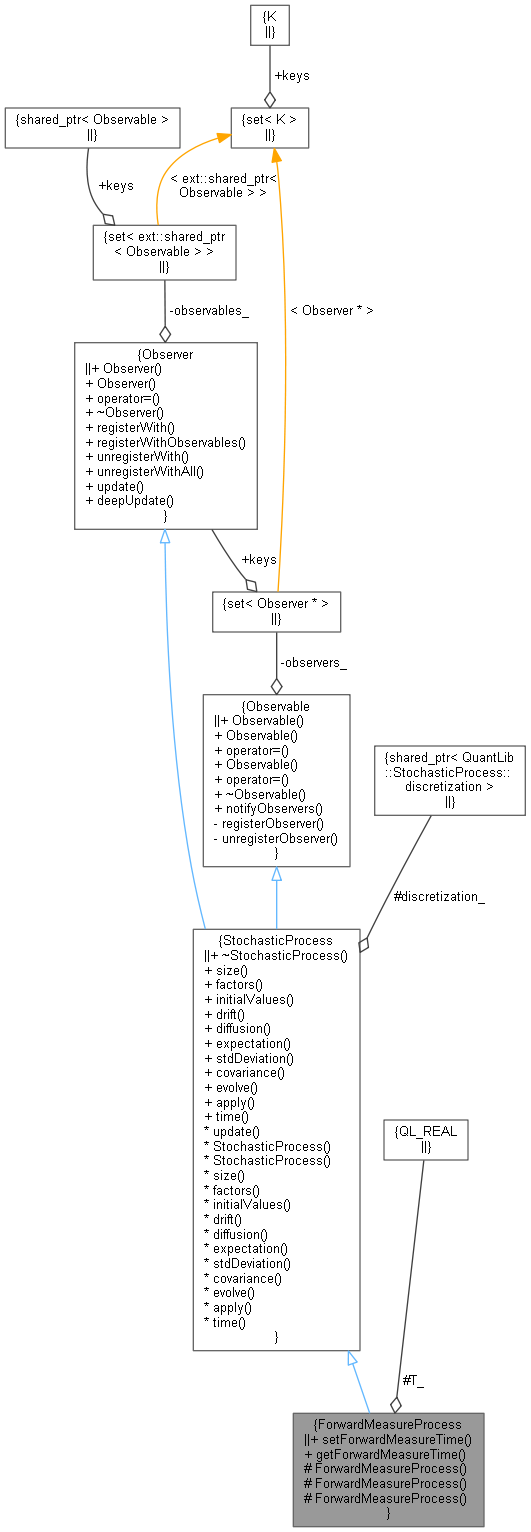 {K
||}
+keys
{shared_ptr< Observable >
||}
{set< K >
||}
+keys
< ext::shared_ptr<
Observable > >
{set< ext::shared_ptr
< Observable > >
||}
-observables_
< Observer * >
{Observer
||+ Observer()
+ Observer()
+ operator=()
+ ~Observer()
+ registerWith()
+ registerWithObservables()
+ unregisterWith()
+ unregisterWithAll()
+ update()
+ deepUpdate()
}
+keys
{set< Observer * >
||}
-observers_
{Observable
||+ Observable()
+ Observable()
+ operator=()
+ Observable()
+ operator=()
+ ~Observable()
+ notifyObservers()
- registerObserver()
- unregisterObserver()
}
{shared_ptr< QuantLib
::StochasticProcess::
discretization >
||}
#discretization_
{StochasticProcess
||+ ~StochasticProcess()
+ size()
+ factors()
+ initialValues()
+ drift()
+ diffusion()
+ expectation()
+ stdDeviation()
+ covariance()
+ evolve()
+ apply()
+ time()
* update()
* StochasticProcess()
* StochasticProcess()
* size()
* factors()
* initialValues()
* drift()
* diffusion()
* expectation()
* stdDeviation()
* covariance()
* evolve()
* apply()
* time()
}
{QL_REAL
||}
#T_
{ForwardMeasureProcess
||+ setForwardMeasureTime()
+ getForwardMeasureTime()
# ForwardMeasureProcess()
# ForwardMeasureProcess()
# ForwardMeasureProcess()
}